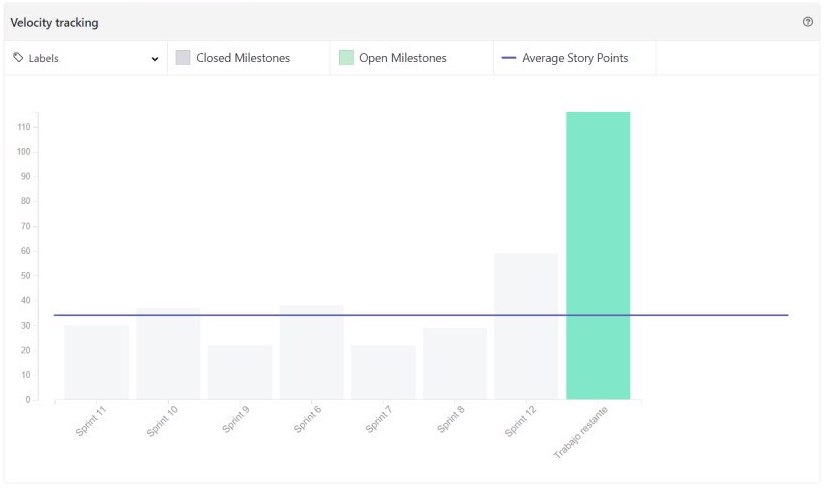 Velocity tracking
Labels
Closed Milestones
Open Milestones
Average Story Points
110
100
90
80
70
60
50
40
30
20
10
0
Sprint 11
Sprint 10
Sprint 9
Sprint 6
Sprint 7
Sprint 8
Sprint 12
Trabajo restante